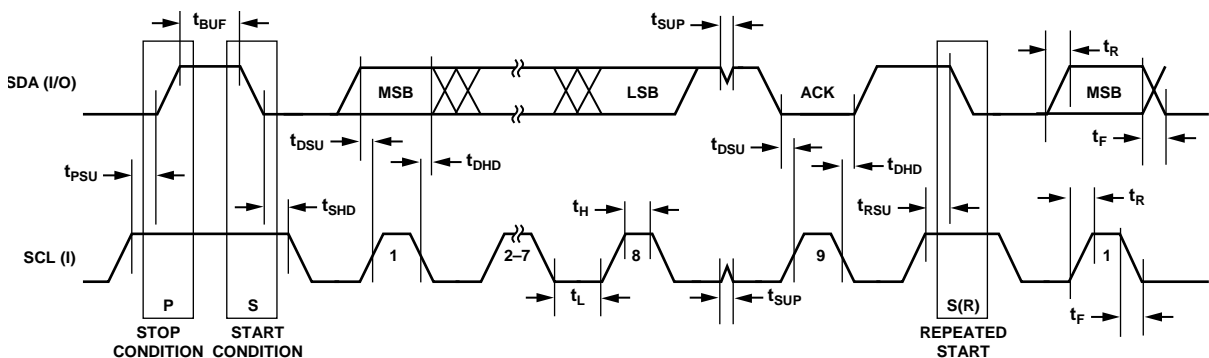 tBUF
tSUP
tR
SDA (I/O)
MSB
LSB
ACK
MSB
tDSU
tDHD
tDSU
tDHD
tF
tPSU
tSHD
tH
tRSU
tR
SCL (I)
1
2–7
8
9
1
tL
tSUP
tF
P
S
S(R)
STOP
CONDITION
START
CONDITION
REPEATED
START